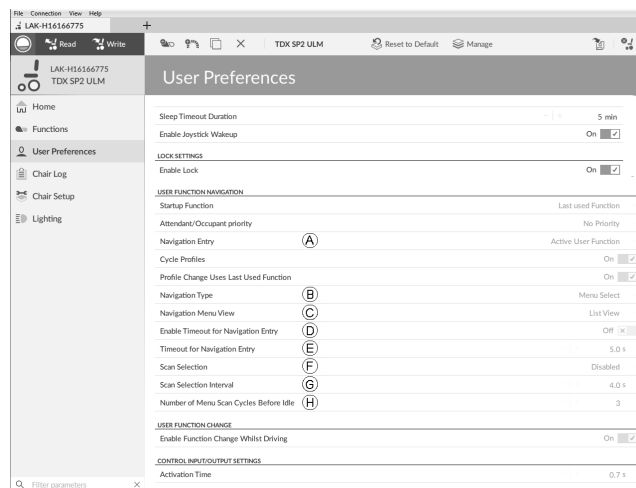 File Connection View Help
LAK-H16166775 +
Read Write TDX SP2 ULM Reset to Default Manage
LAK-H16166775
TDX SP2 ULM
User Preferences
Home
Functions
User Preferences
Chair Log
Chair Setup
Lighting
Filter parameters
Sleep Timeout Duration - + 5 min
Enable Joystick Wakeup On
LOCK SETTINGS
Enable Lock On
USER FUNCTION NAVIGATION
Startup Function Last used Function
Attendant/Occupant priority No Priority
Navigation Entry A Active User Function
Cycle Profiles On
Profile Change Uses Last Used Function On
Navigation Type B Menu Select
Navigation Menu View C List View
Enable Timeout for Navigation Entry D Off
Timeout for Navigation Entry E 5.0 s
Scan Selection F Disabled
Scan Selection Interval G 4.0 s
Number of Menu Scan Cycles Before Idle H 3
USER FUNCTION CHANGE
Enable Function Change Whilst Driving On
CONTROL INPUT/OUTPUT SETTINGS
Activation Time 0.7 s